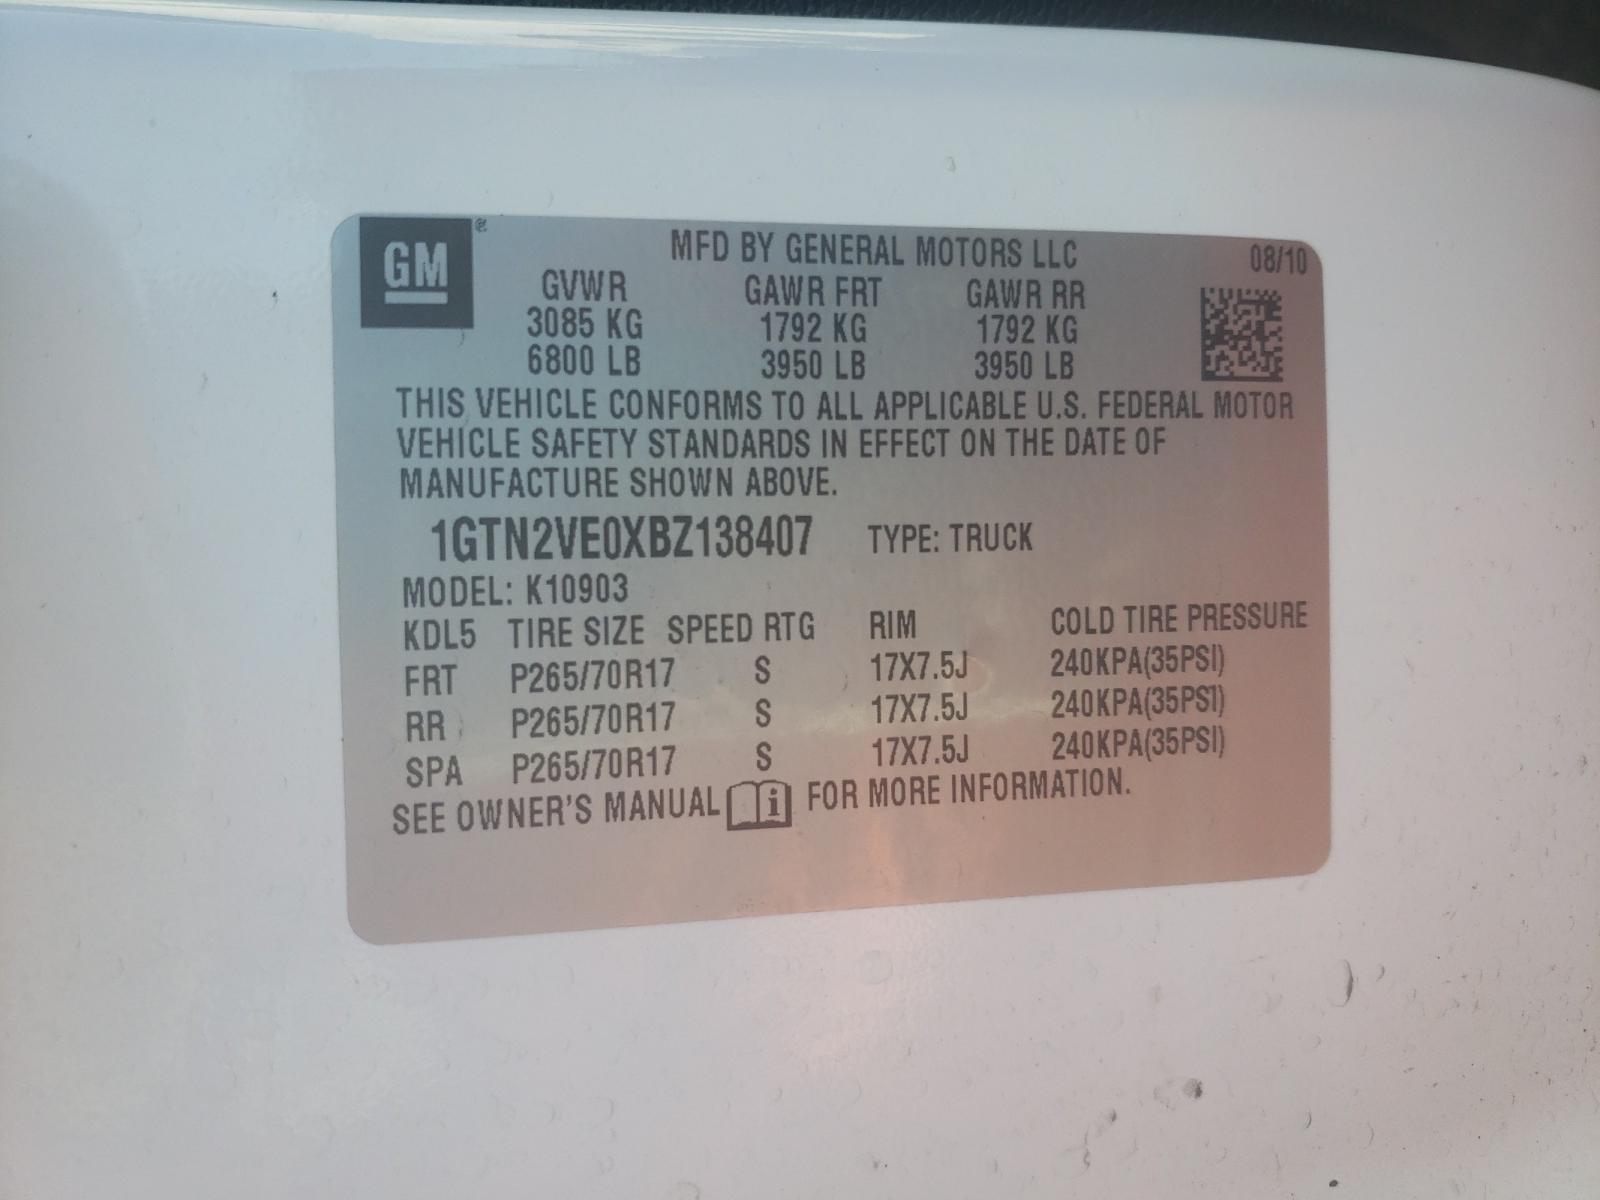 GM ®
MFD BY GENERAL MOTORS LLC 08/10
GVWR GAWR FRT GAWR RR
3085 KG 1792 KG 1792 KG
6800 LB 3950 LB 3950 LB
THIS VEHICLE CONFORMS TO ALL APPLICABLE U.S. FEDERAL MOTOR
VEHICLE SAFETY STANDARDS IN EFFECT ON THE DATE OF
MANUFACTURE SHOWN ABOVE.
1GTN2VE0XBZ138407 TYPE: TRUCK
MODEL: K10903
KDL5 TIRE SIZE SPEED RTG RIM COLD TIRE PRESSURE
FRT P265/70R17 S 17X7.5J 240KPA(35PSI)
RR P265/70R17 S 17X7.5J 240KPA(35PSI)
SPA P265/70R17 S 17X7.5J 240KPA(35PSI)
SEE OWNER'S MANUAL i FOR MORE INFORMATION.